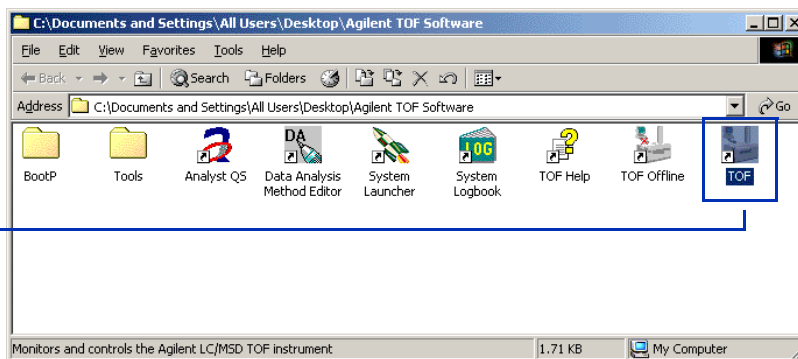 C:\Documents and Settings\All Users\Desktop\Agilent TOF Software
File Edit View Favorites Tools Help
Back Search Folders
Address C:\Documents and Settings\All Users\Desktop\Agilent TOF Software Go
DA LOG
BootP Tools Analyst QS Data Analysis Method Editor System Launcher System Logbook TOF Help TOF Offline TOF
Monitors and controls the Agilent LC/MSD TOF instrument 1.71 KB My Computer